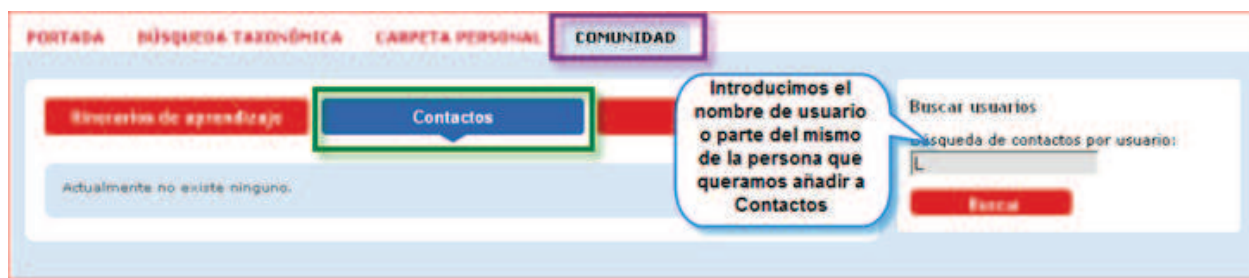 PORTADA BÚSQUEDA TAXONÓMICA CARPETA PERSONAL COMUNIDAD
Itinerarios de aprendizaje
Contactos
Actualmente no existe ninguno.
Introducimos el
nombre de usuario
o parte del mismo
de la persona que
queramos añadir a
Contactos
Buscar usuarios
Búsqueda de contactos por usuario:
L
Buscar